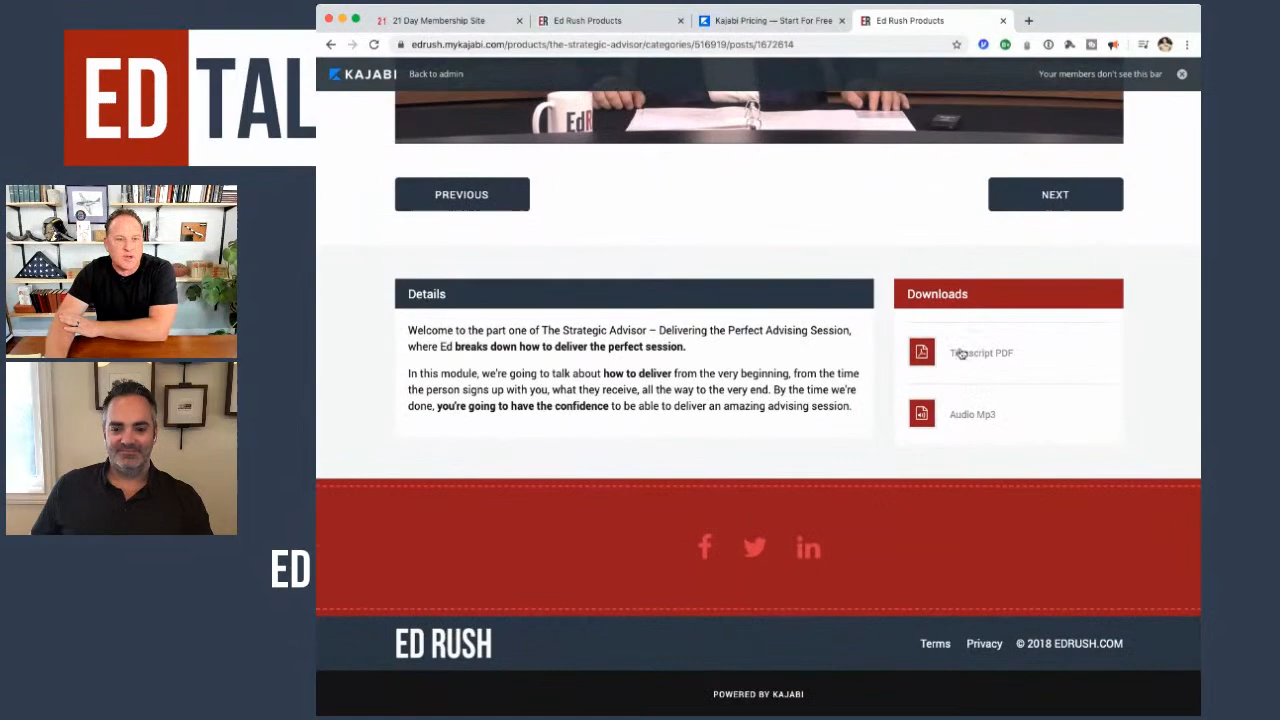 ED TAL
21 21 Day Membership Site
ER Ed Rush Products
Kajabi Pricing — Start For Free
ER Ed Rush Products
edrush.mykajabi.com/products/the-strategic-advisor/categories/516919/posts/1672614
KAJABI
Back to admin
Your members don't see this bar
EdR
PREVIOUS
NEXT
Details
Welcome to the part one of The Strategic Advisor – Delivering the Perfect Advising Session,
where Ed breaks down how to deliver the perfect session.
In this module, we're going to talk about how to deliver from the very beginning, from the time
the person signs up with you, what they receive, all the way to the very end. By the time we're
done, you're going to have the confidence to be able to deliver an amazing advising session.
Downloads
Transcript PDF
Audio Mp3
ED
ED RUSH
Terms
Privacy
© 2018 EDRUSH.COM
POWERED BY KAJABI